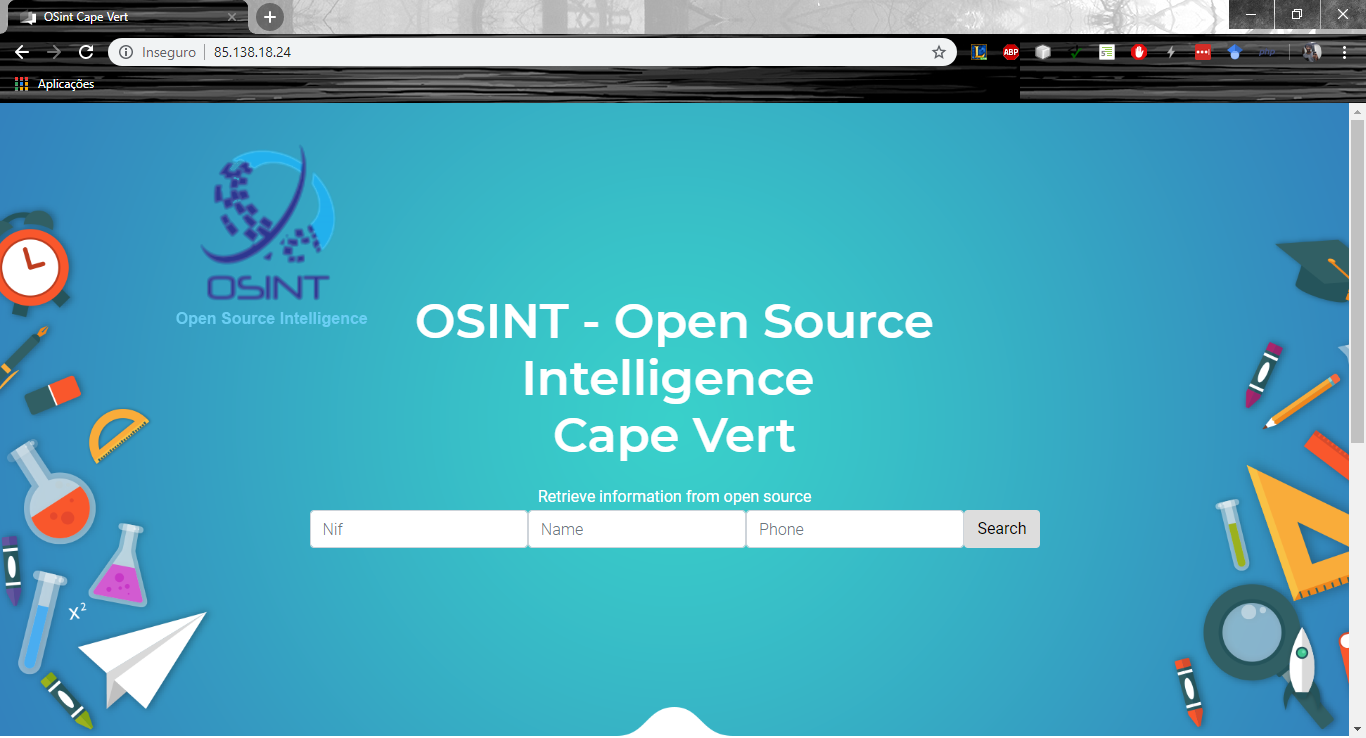 OSint Cape Vert
Inseguro
85.138.18.24
ABP
Aplicações
OSINT
Open Source Intelligence
OSINT - Open Source
Intelligence
Cape Vert
Retrieve information from open source
Nif
Name
Phone
Search
x²